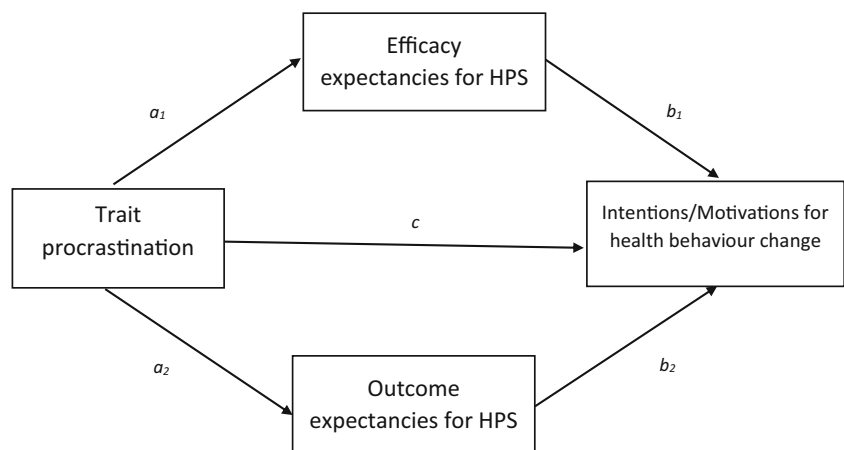 Efficacy
expectancies for HPS
a1
b1
Trait
procrastination
c
Intentions/Motivations for
health behaviour change
a2
b2
Outcome
expectancies for HPS